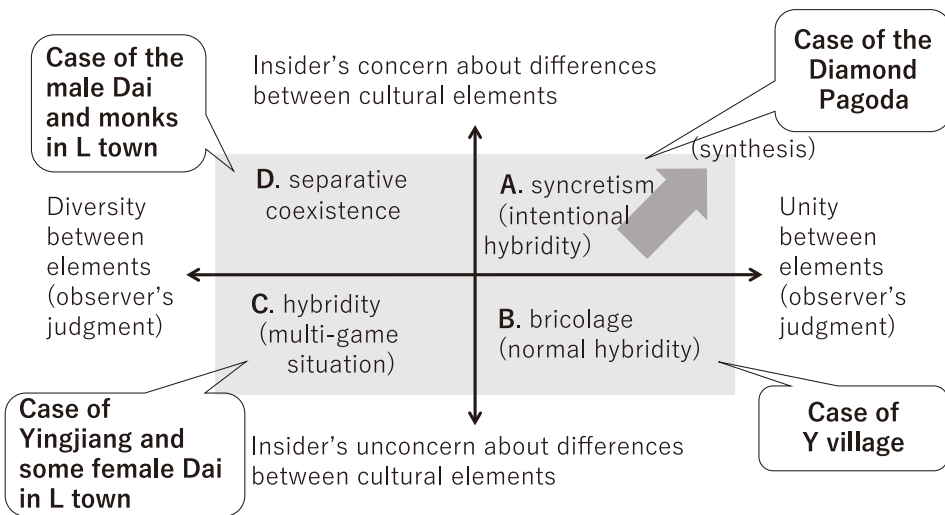 Case of the
male Dai
and monks
in L town
Insider’s concern about differences
between cultural elements
Case of the
Diamond
Pagoda
(synthesis)
D. separative
coexistence
A. syncretism
(intentional
hybridity)
Diversity
between
elements
(observer’s
judgment)
Unity
between
elements
(observer’s
judgment)
C. hybridity
(multi-game
situation)
B. bricolage
(normal hybridity)
Case of
Yingjiang and
some female Dai
in L town
Insider’s unconcern about differences
between cultural elements
Case of
Y village